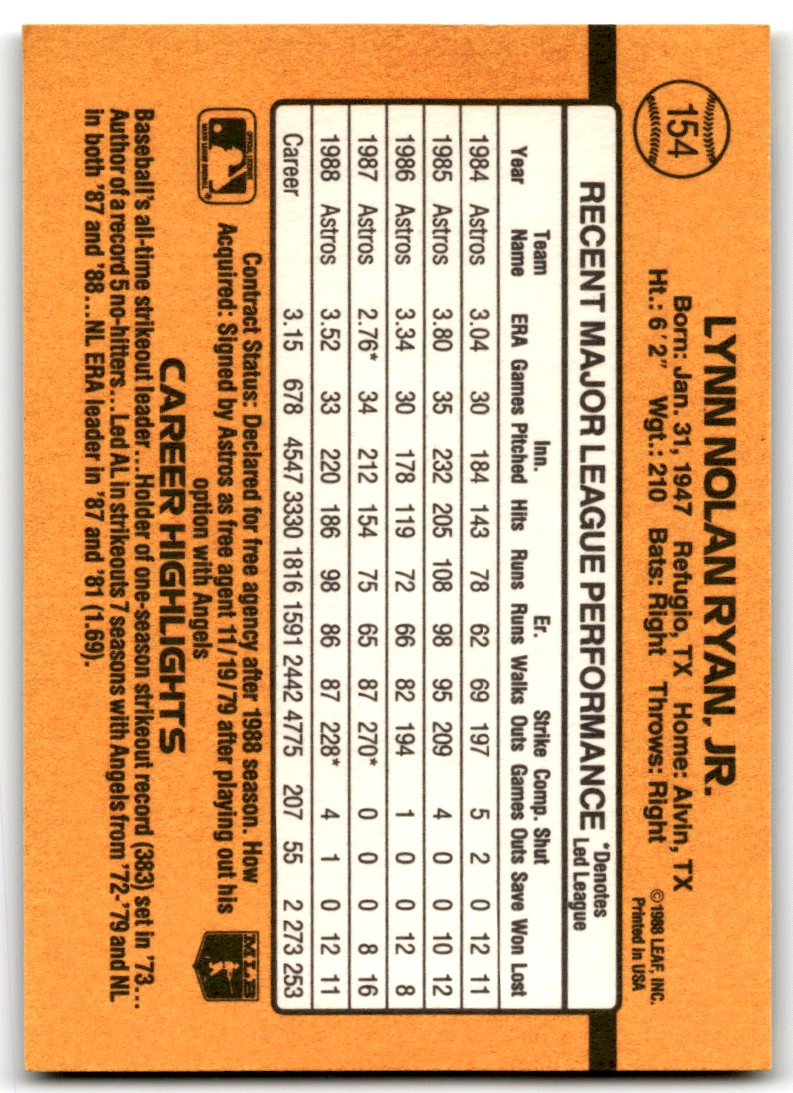 154
LYNN NOLAN RYAN, JR.
Born: Jan. 31, 1947 Refugio, TX Home: Alvin, TX
Ht.: 6'2" Wgt.: 210 Bats: Right Throws: Right
©1988 LEAF, INC.
Printed in USA
RECENT MAJOR LEAGUE PERFORMANCE
*Denotes
Led League
Team Inn. Er. Strike Comp. Shut
Year Name ERA Games Pitched Hits Runs Runs Walks Outs Games Outs Save Won Lost
1984 Astros 3.04 30 184 143 78 62 69 197 5 2 0 12 11
1985 Astros 3.80 35 232 205 108 98 95 209 4 0 0 10 12
1986 Astros 3.34 30 178 119 72 66 82 194 1 0 0 12 8
1987 Astros 2.76* 34 212 154 75 65 87 270* 0 0 0 8 16
1988 Astros 3.52 33 220 186 98 86 87 228* 4 1 0 12 11
Career 3.15 678 4547 3330 1816 1591 2442 4775 207 55 2 273 253
OFFICIAL LICENSEE
MAJOR LEAGUE BASEBALL
Contract Status: Declared for free agency after 1988 season. How
Acquired: Signed by Astros as free agent 11/19/79 after playing out his
option with Angels
MLB
CAREER HIGHLIGHTS
Baseball's all-time strikeout leader...Holder of one-season strikeout record (383) set in '73...
Author of a record 5 no-hitters...Led AL in strikeouts 7 seasons with Angels from '72-'79 and NL
in both '87 and '88...NL ERA leader in '87 and '81 (1.69).